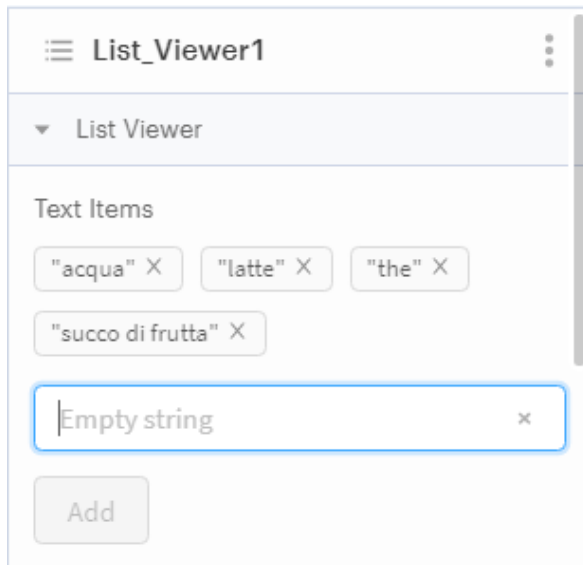 List_Viewer1
List Viewer
Text Items
"acqua" × "latte" × "the" ×
"succo di frutta" ×
Empty string ×
Add